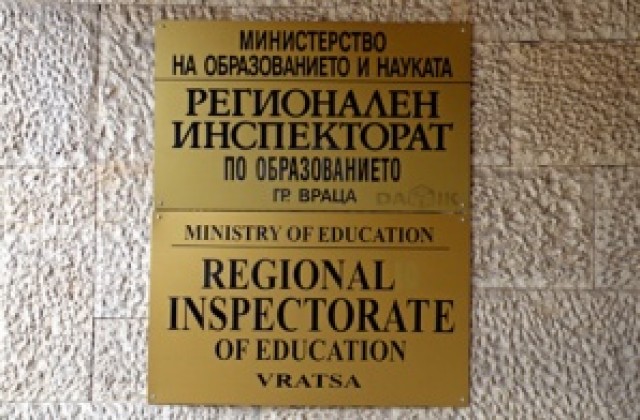 МИНИСТЕРСТВО
НА ОБРАЗОВАНИЕТО И НАУКАТА
РЕГИОНАЛЕН
ИНСПЕКТОРАТ
ПО ОБРАЗОВАНИЕТО
ГР. ВРАЦА
MINISTRY OF EDUCATION
REGIONAL
INSPECTORATE
OF EDUCATION
VRATSA